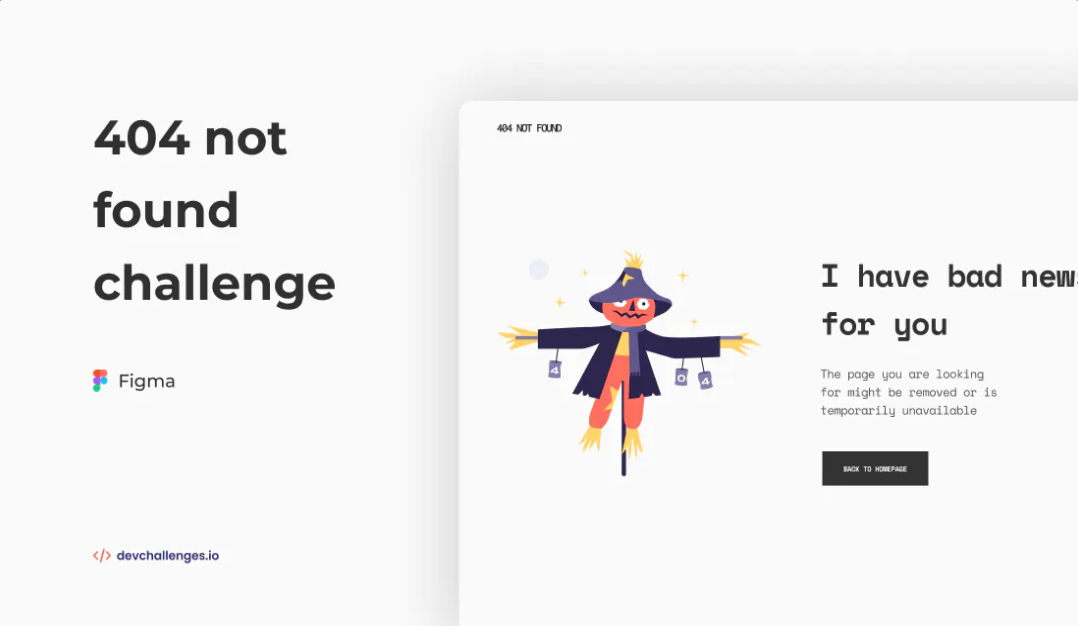 404 not
found
challenge
Figma
</> devchallenges.io
404 NOT FOUND
4
0
4
I have bad news
for you
The page you are looking
for might be removed or is
temporarily unavailable
BACK TO HOMEPAGE